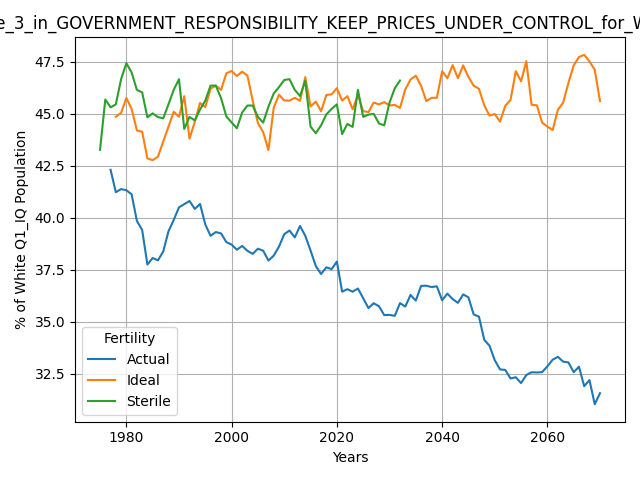 e_3_in_GOVERNMENT_RESPONSIBILITY_KEEP_PRICES_UNDER_CONTROL_for_W
47.5
45.0
42.5
40.0
37.5
35.0
32.5
% of White Q1_IQ Population
Fertility
Actual
Ideal
Sterile
1980
2000
2020
2040
2060
Years